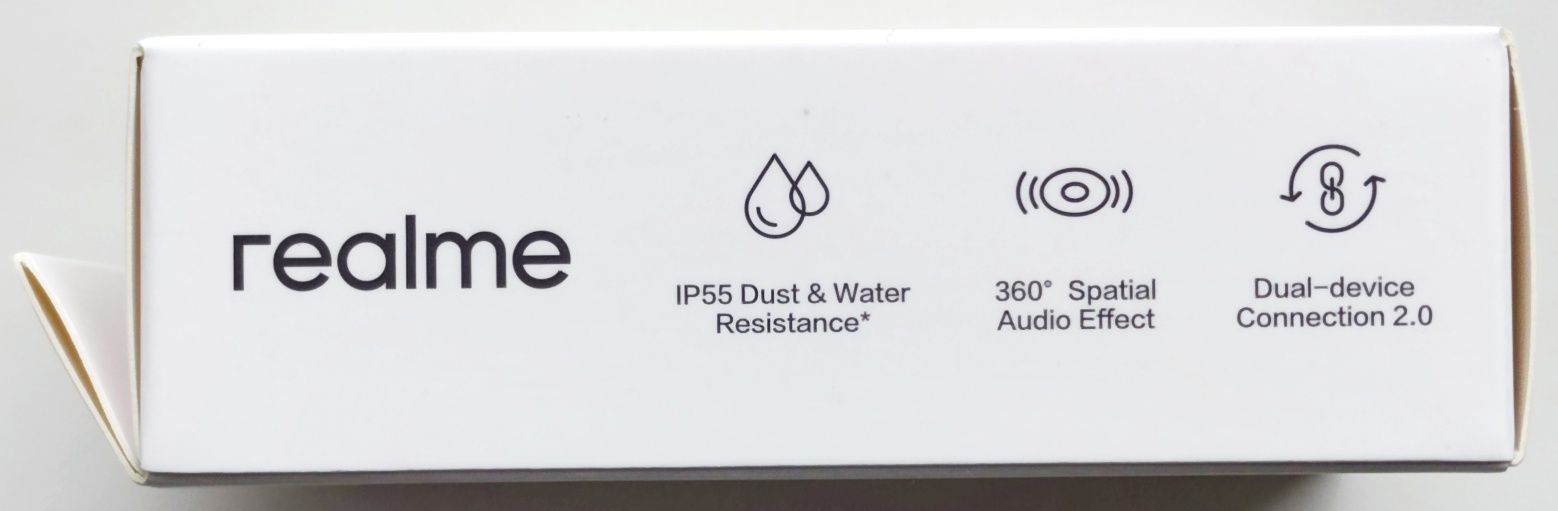 realme
IP55 Dust & Water
Resistance*
360° Spatial
Audio Effect
Dual-device
Connection 2.0